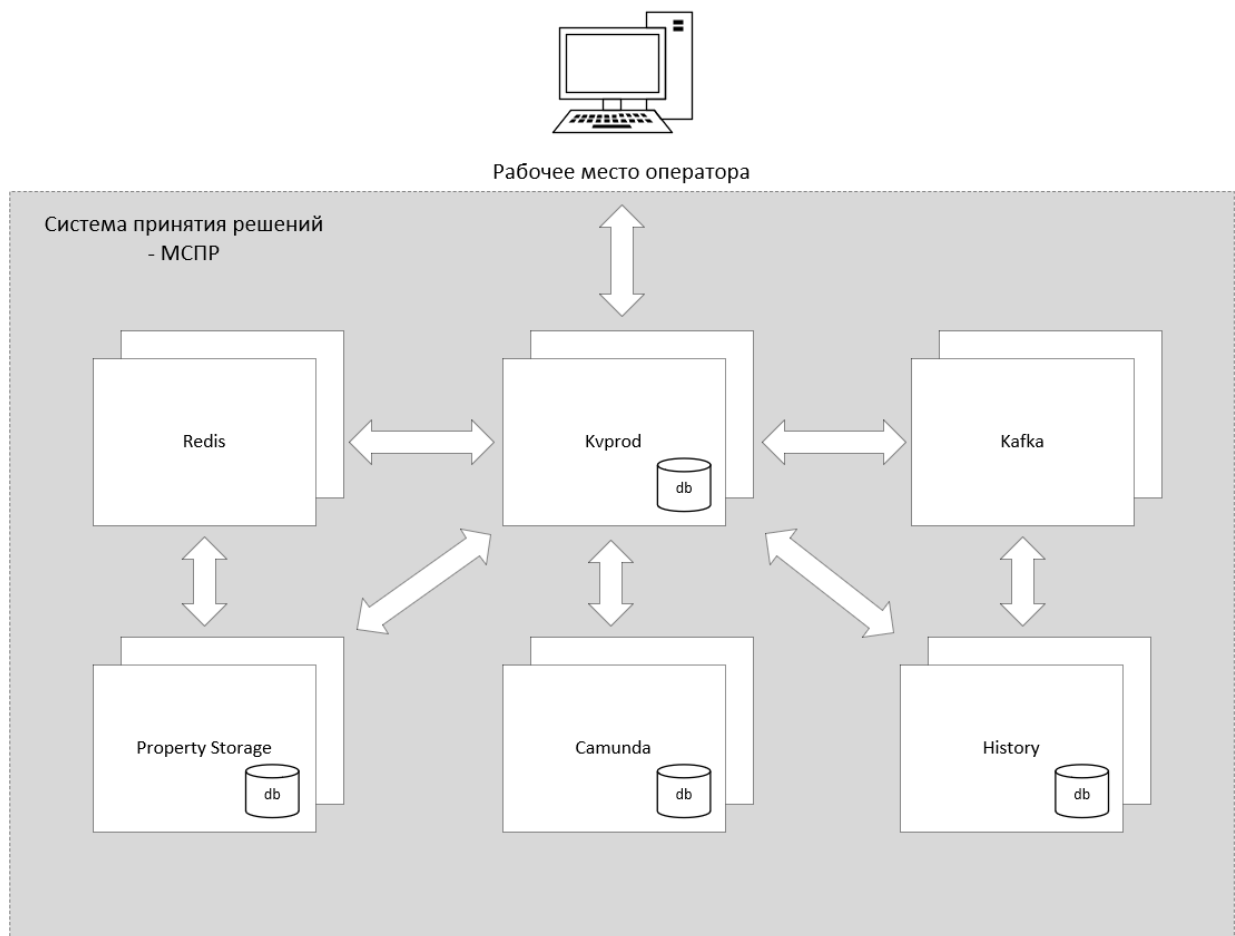 Рабочее место оператора
Система принятия решений
- МСПР
Redis
Kvprod
db
Kafka
Property Storage
db
Camunda
db
History
db